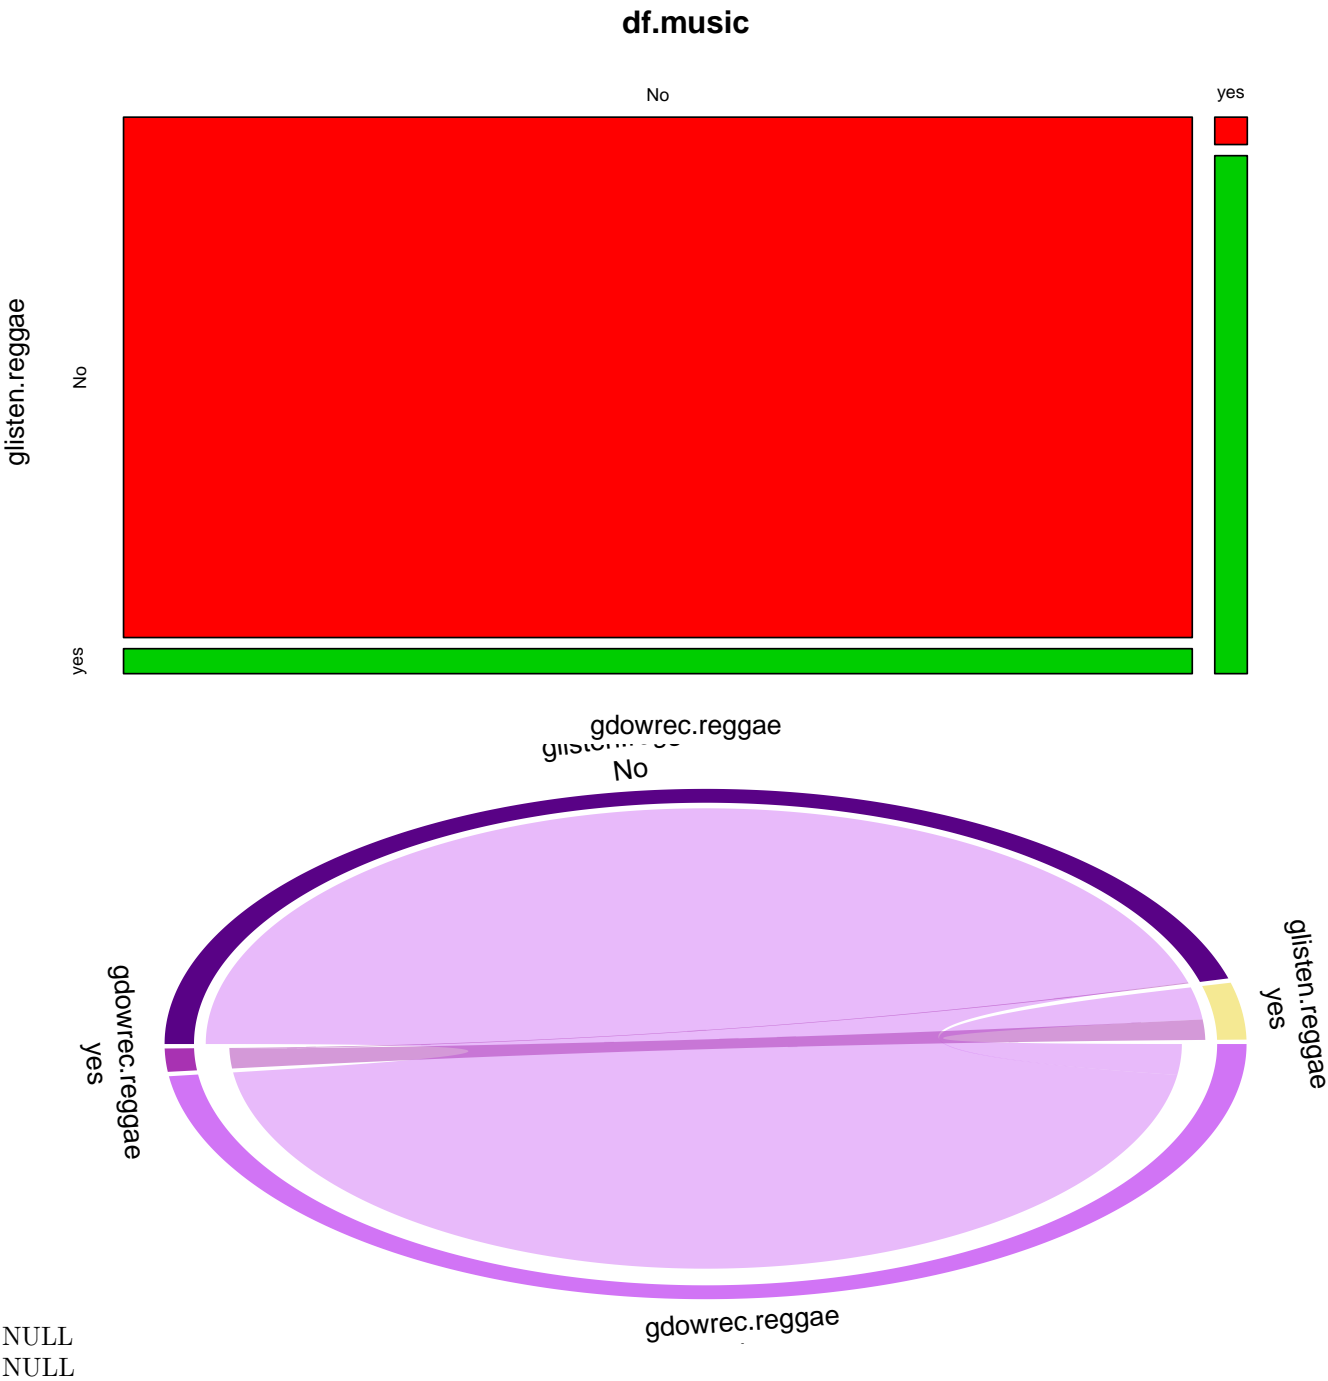 df.music
No
yes
glisten.reggae
No
yes
gdowrec.reggae
No
glisten.reggae
yes
gdowrec.reggae
yes
gdowrec.reggae
NULL
NULL